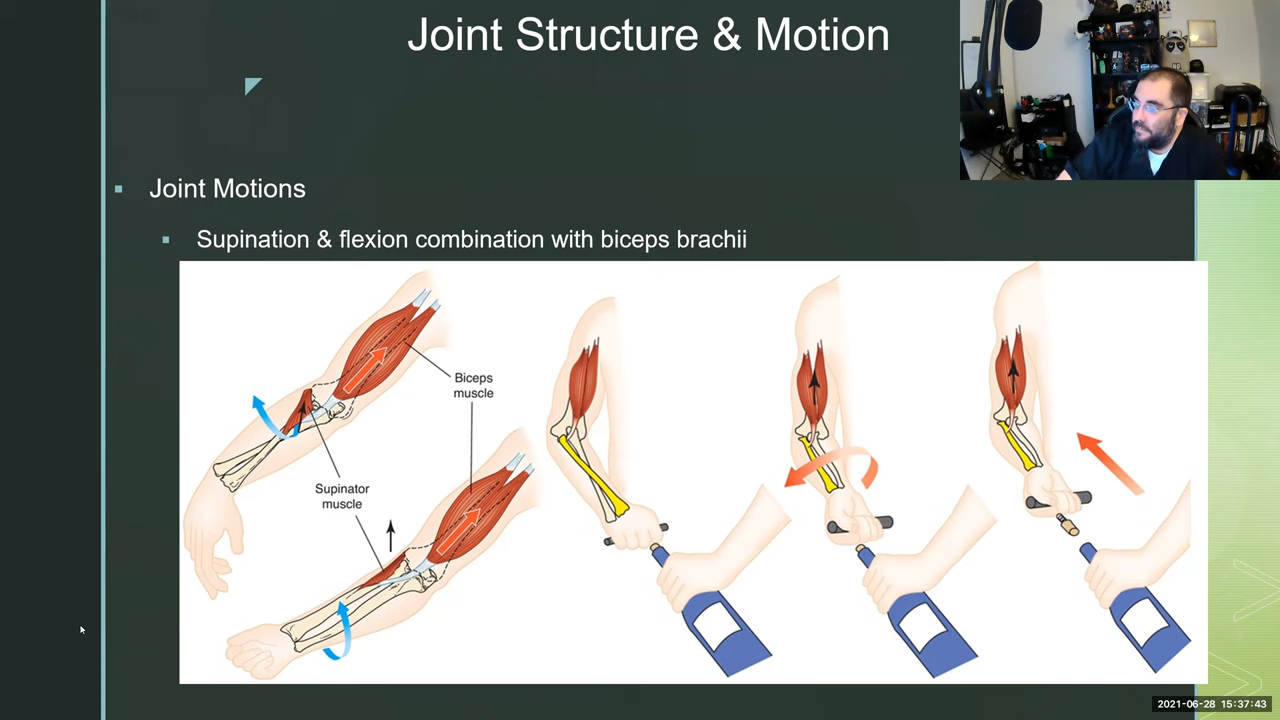 Joint Structure & Motion
Joint Motions
Supination & flexion combination with biceps brachii
Biceps
muscle
Supinator
muscle
2021-06-28 15:37:43